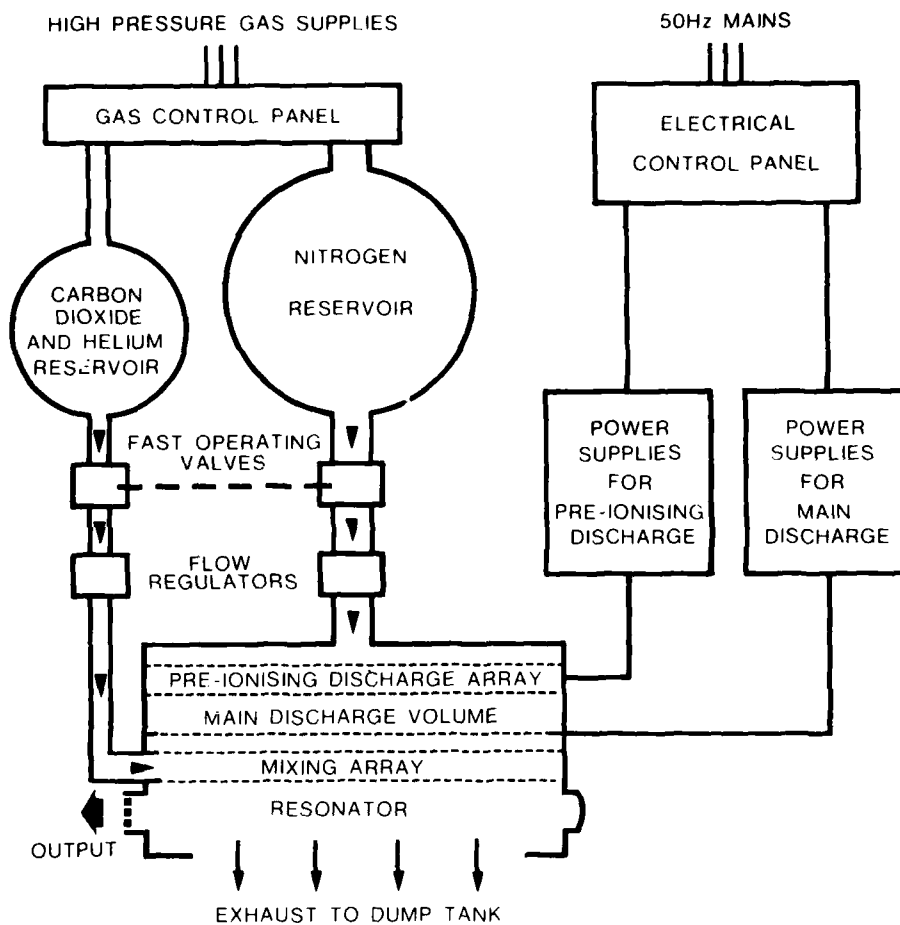 HIGH PRESSURE GAS SUPPLIES
50Hz MAINS
GAS CONTROL PANEL
ELECTRICAL
CONTROL PANEL
NITROGEN
RESERVOIR
CARBON
DIOXIDE
AND HELIUM
RESERVOIR
FAST OPERATING
VALVES
POWER
SUPPLIES
FOR
PRE-IONISING
DISCHARGE
POWER
SUPPLIES
FOR
MAIN
DISCHARGE
FLOW
REGULATORS
PRE-IONISING DISCHARGE ARRAY
MAIN DISCHARGE VOLUME
MIXING ARRAY
RESONATOR
OUTPUT
EXHAUST TO DUMP TANK